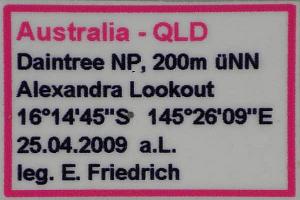 Australia - QLD
Daintree NP, 200m üNN
Alexandra Lookout
16°14'45"S 145°26'09"E
25.04.2009 a.L.
leg. E. Friedrich